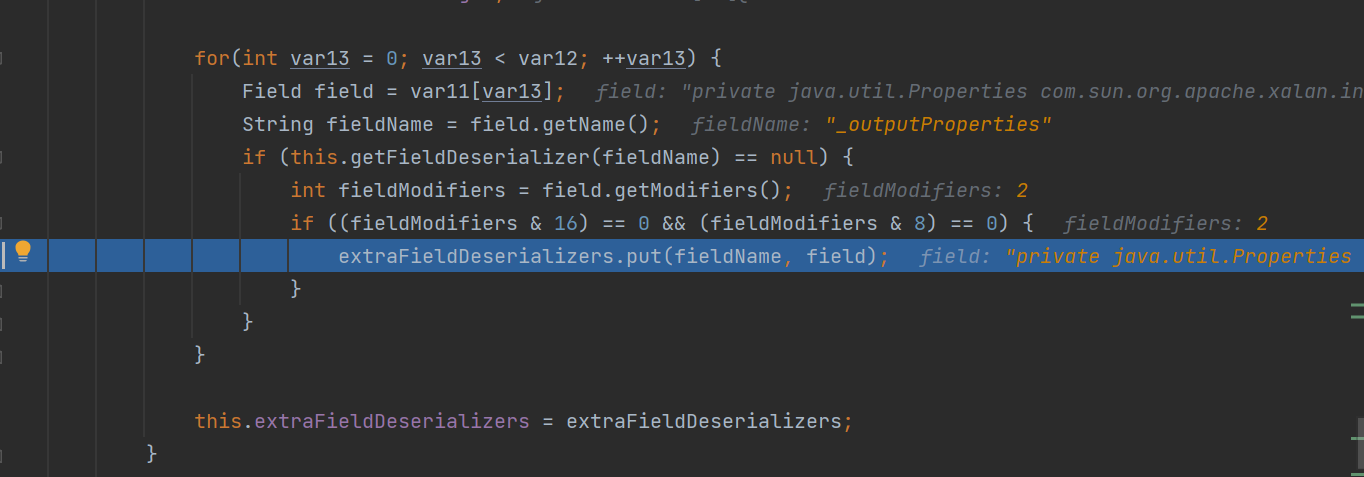 for(int var13 = 0; var13 < var12; ++var13) {
Field field = var11[var13]; field: "private java.util.Properties com.sun.org.apache.xalan.in
String fieldName = field.getName(); fieldName: "_outputProperties"
if (this.getFieldDeserializer(fieldName) == null) {
int fieldModifiers = field.getModifiers(); fieldModifiers: 2
if ((fieldModifiers & 16) == 0 && (fieldModifiers & 8) == 0) { fieldModifiers: 2
extraFieldDeserializers.put(fieldName, field); field: "private java.util.Properties
}
}
}
this.extraFieldDeserializers = extraFieldDeserializers;
}